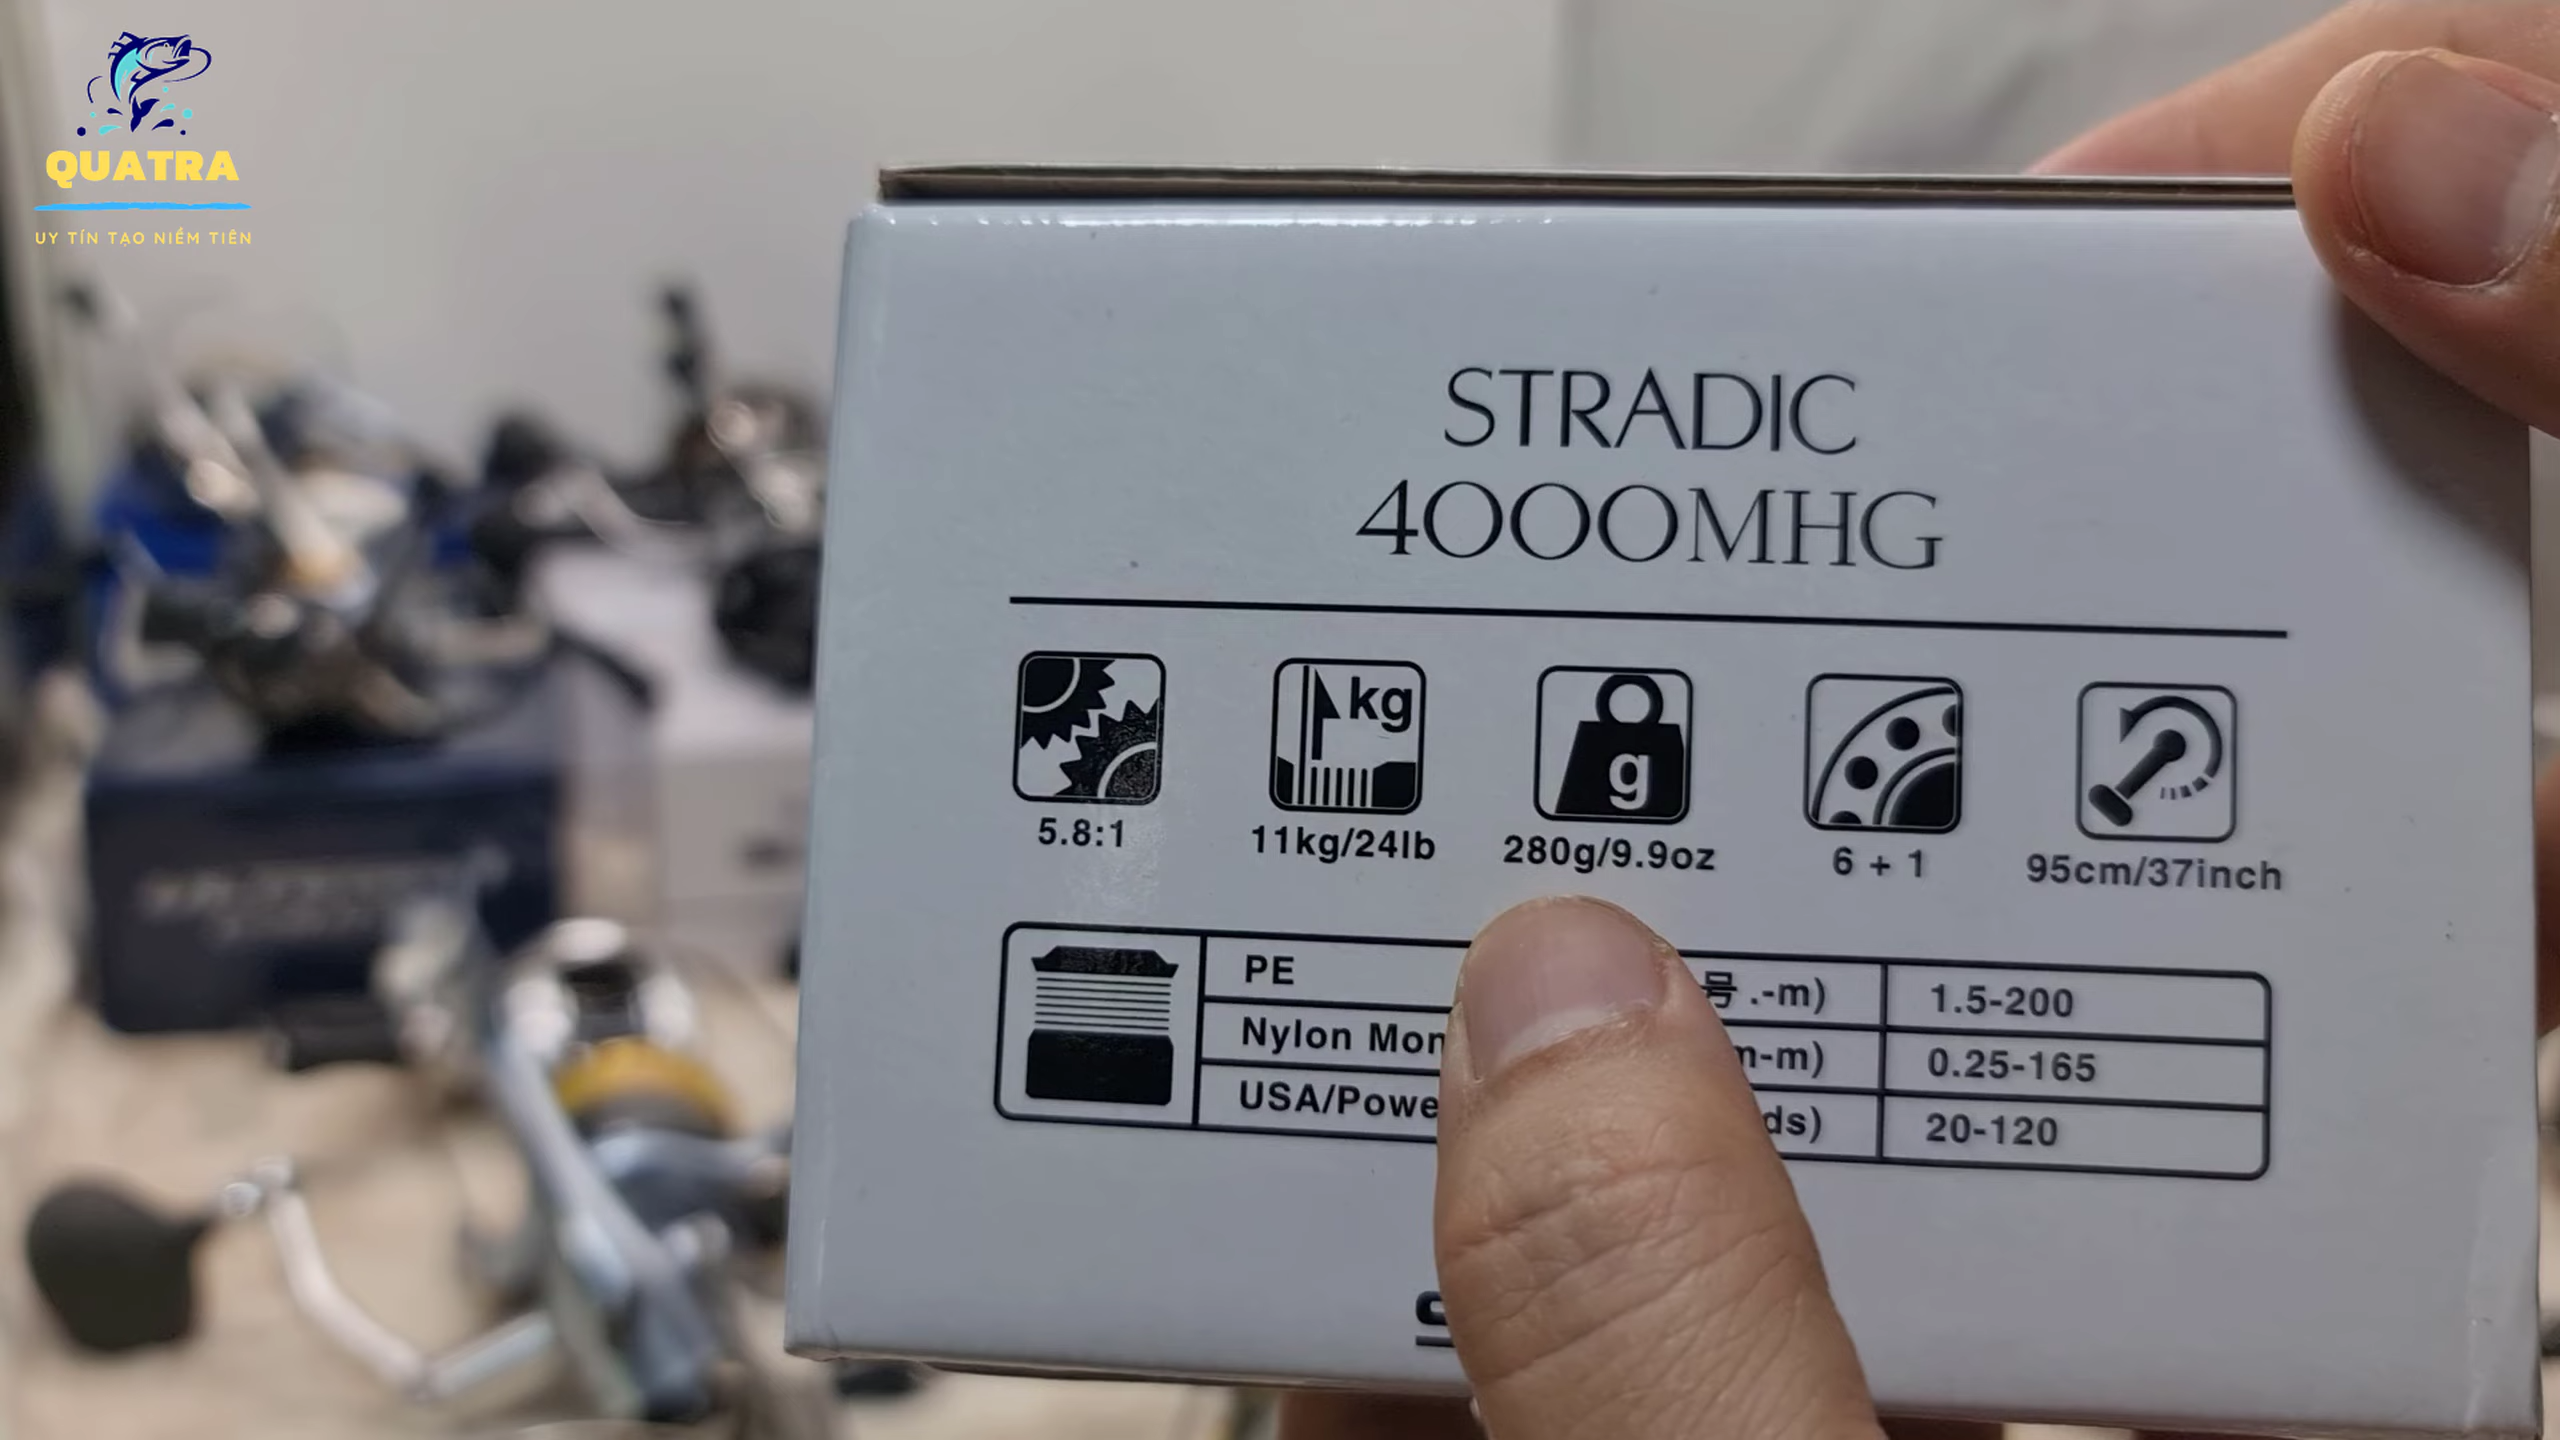 QUATRA
UY TÍN TẠO NIỀM TIÊN
STRADIC
4000MHG
kg
g
5.8:1
11kg/24lb
280g/9.9oz
6 + 1
95cm/37inch
PE 号 .-m) 1.5-200
Nylon Mon m-m) 0.25-165
USA/Powe ds) 20-120